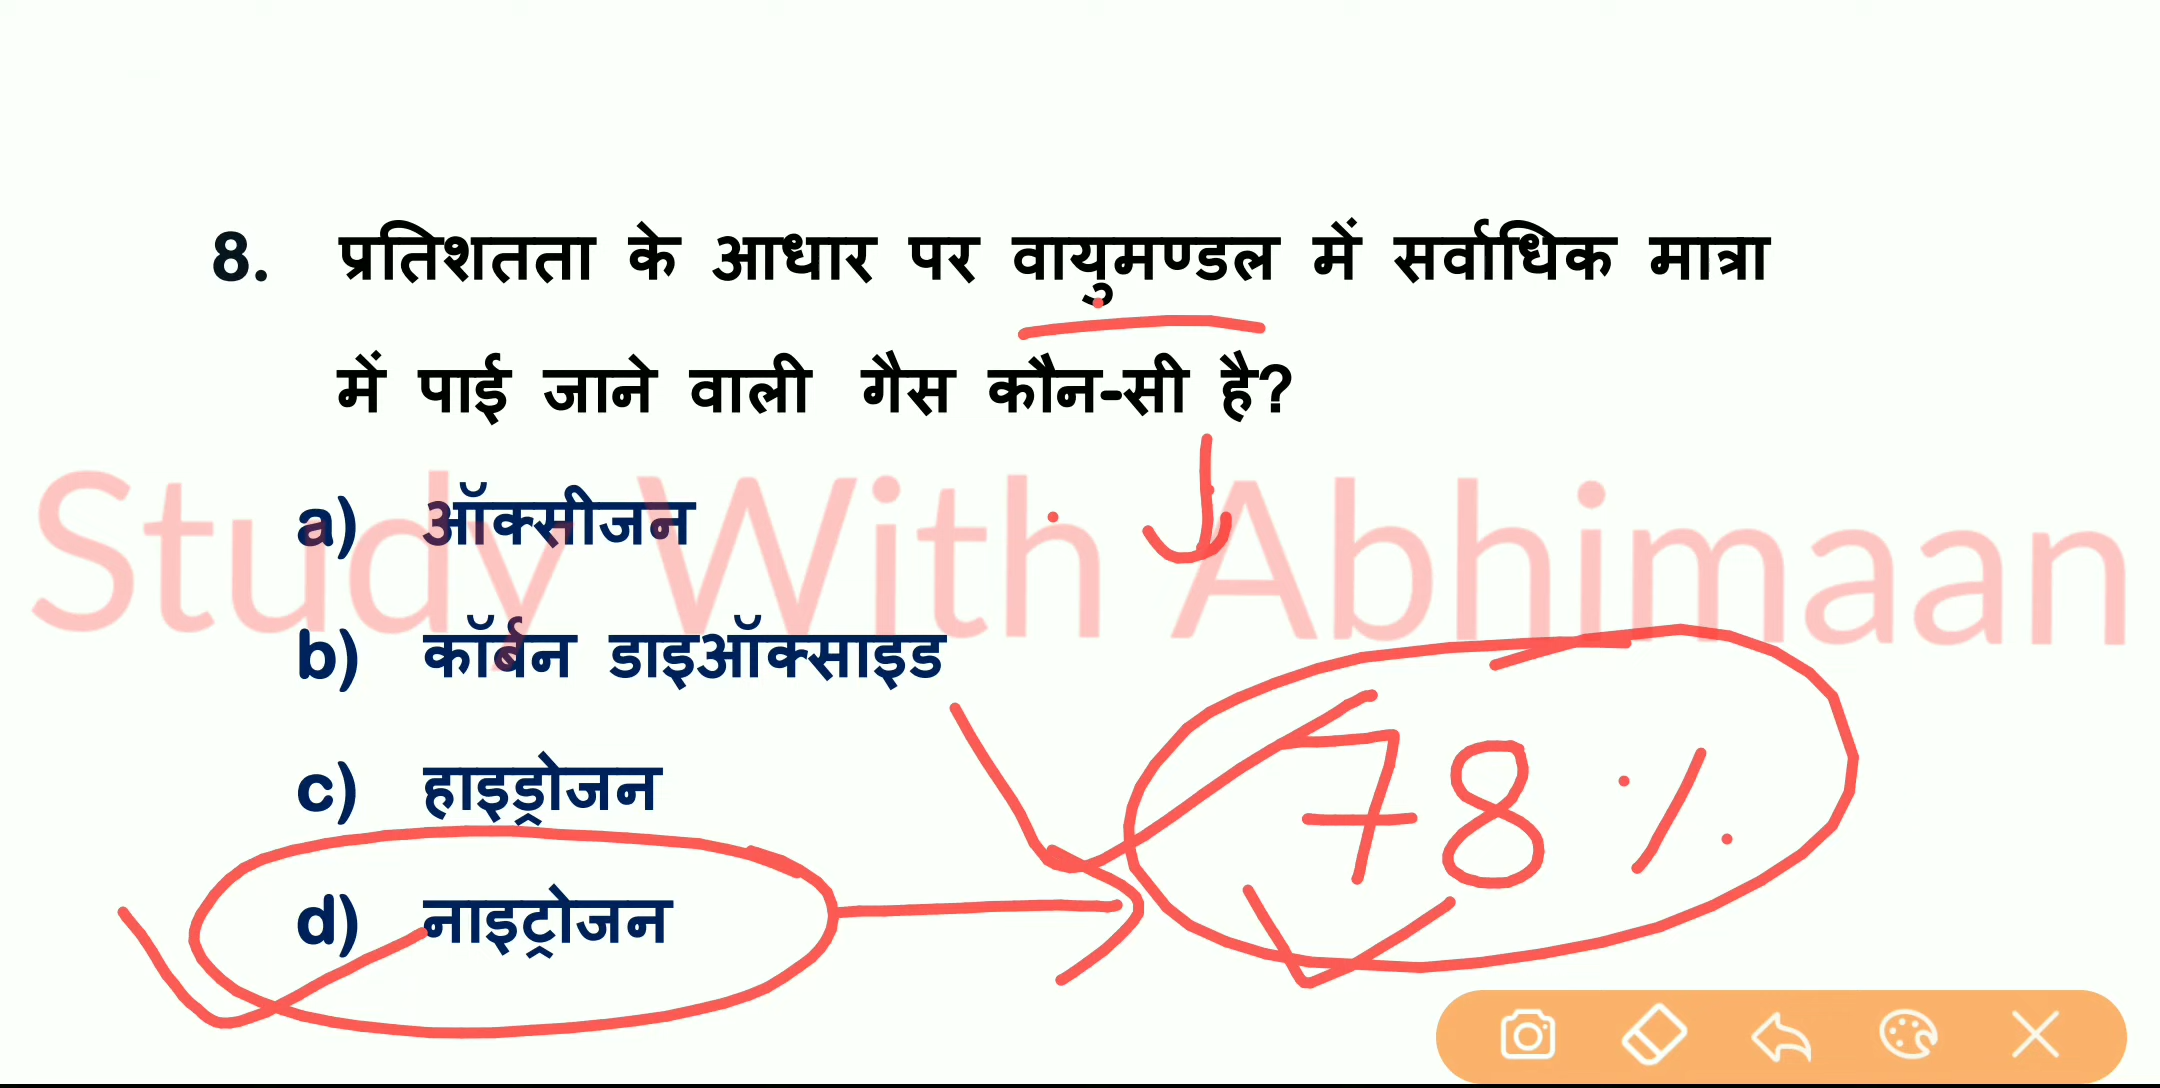 8. प्रतिशतता के आधार पर वायुमण्डल में सर्वाधिक मात्रा
में पाई जाने वाली गैस कौन-सी है?
Study With Abhimaan
a) ऑक्सीजन
b) कॉर्बन डाइऑक्साइड
c) हाइड्रोजन
78%
d) नाइट्रोजन